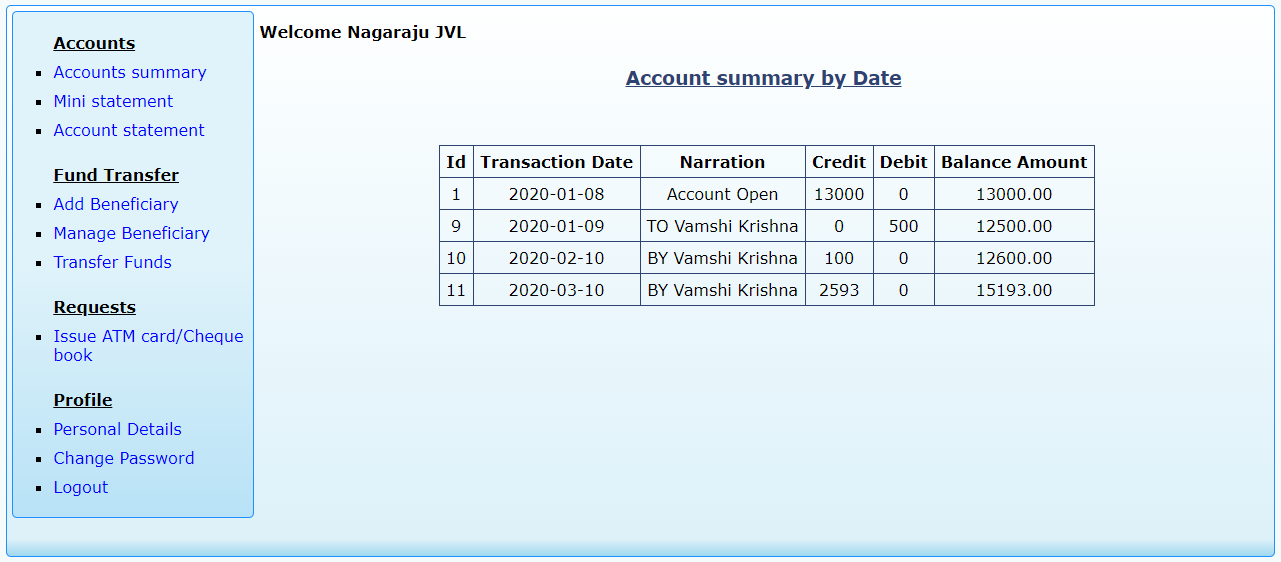 Accounts
Accounts summary
Mini statement
Account statement
Fund Transfer
Add Beneficiary
Manage Beneficiary
Transfer Funds
Requests
Issue ATM card/Cheque
book
Profile
Personal Details
Change Password
Logout
Welcome Nagaraju JVL
Account summary by Date
Id Transaction Date Narration Credit Debit Balance Amount
1 2020-01-08 Account Open 13000 0 13000.00
9 2020-01-09 TO Vamshi Krishna 0 500 12500.00
10 2020-02-10 BY Vamshi Krishna 100 0 12600.00
11 2020-03-10 BY Vamshi Krishna 2593 0 15193.00